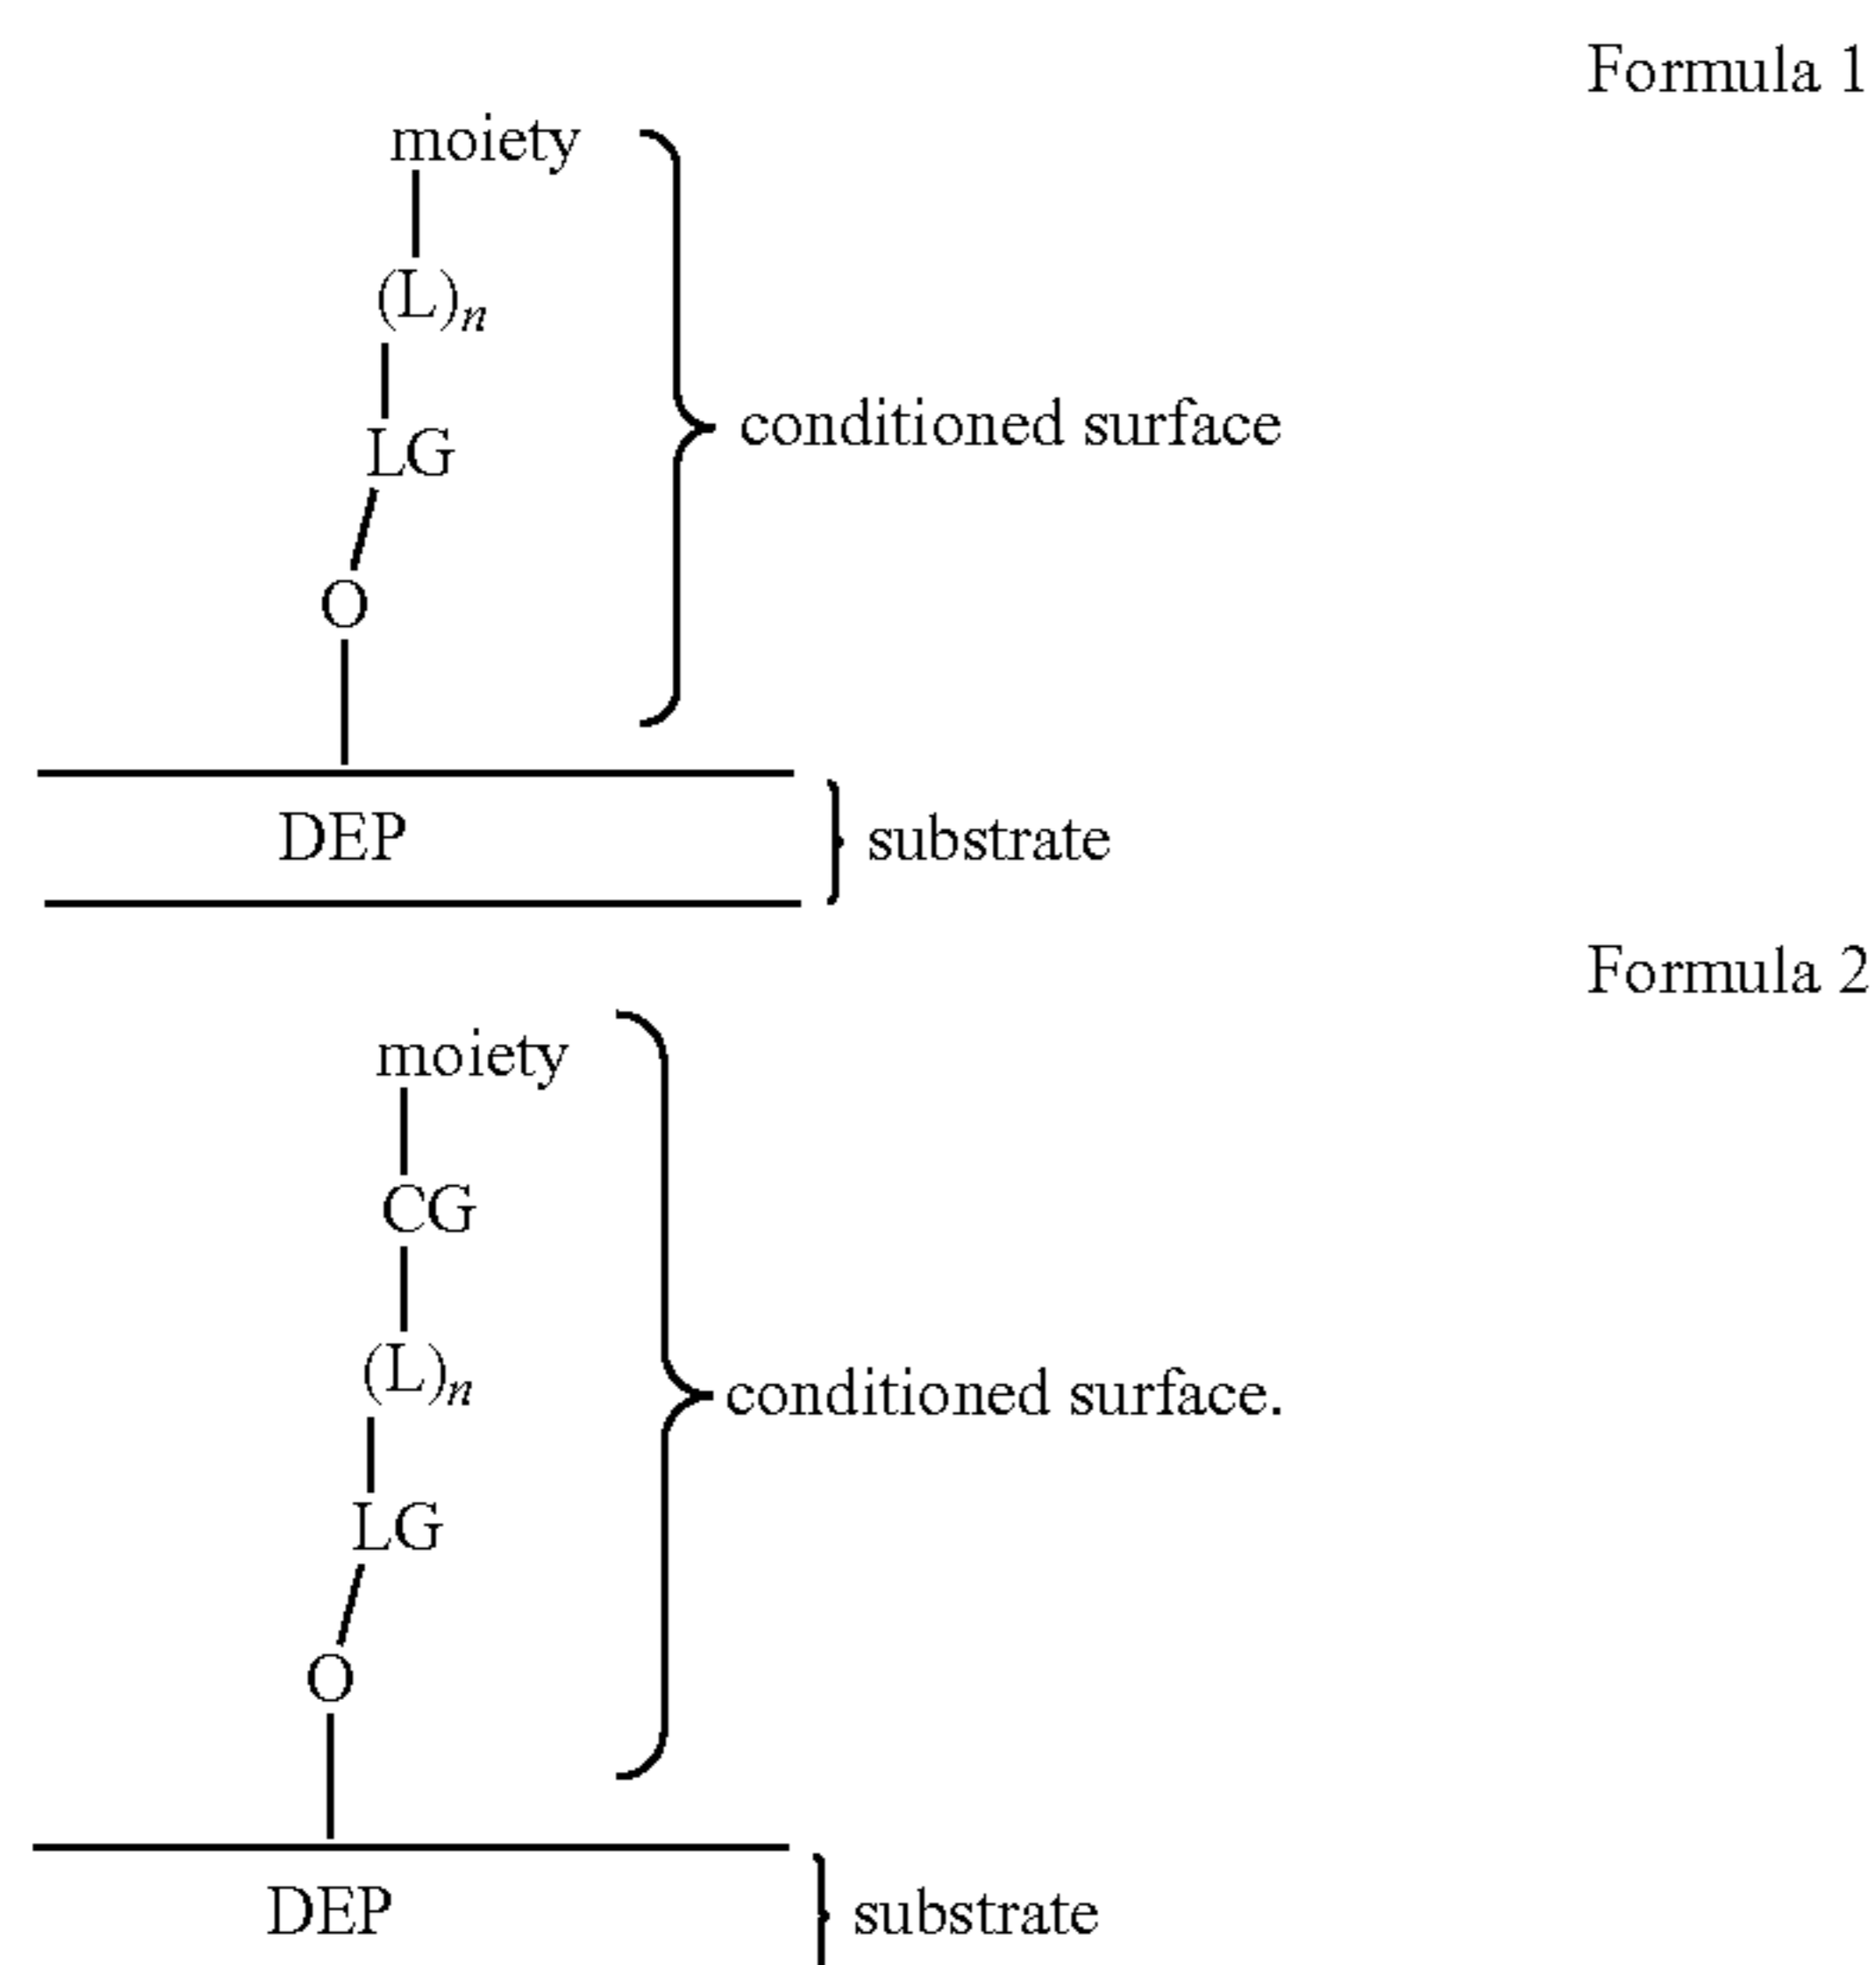 Formula 1
moiety
(L)n
LG
conditioned surface
O
DEP
substrate
Formula 2
moiety
CG
(L)n
conditioned surface.
LG
O
DEP
substrate